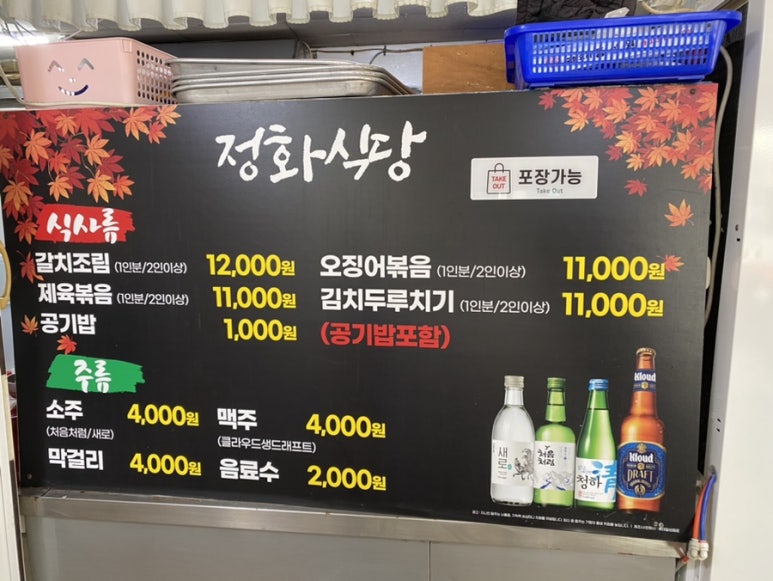 정화식당
TAKE OUT
포장가능
Take Out
식사류
갈치조림 (1인분/2인이상) 12,000원
오징어볶음 (1인분/2인이상) 11,000원
제육볶음 (1인분/2인이상) 11,000원
김치두루치기 (1인분/2인이상) 11,000원
공기밥 1,000원
(공기밥포함)
주류
소주 4,000원
(처음처럼/새로)
맥주 4,000원
(클라우드생드래프트)
막걸리 4,000원
음료수 2,000원
새로
처음처럼
청하
淸
Kloud
Kloud
DRAFT